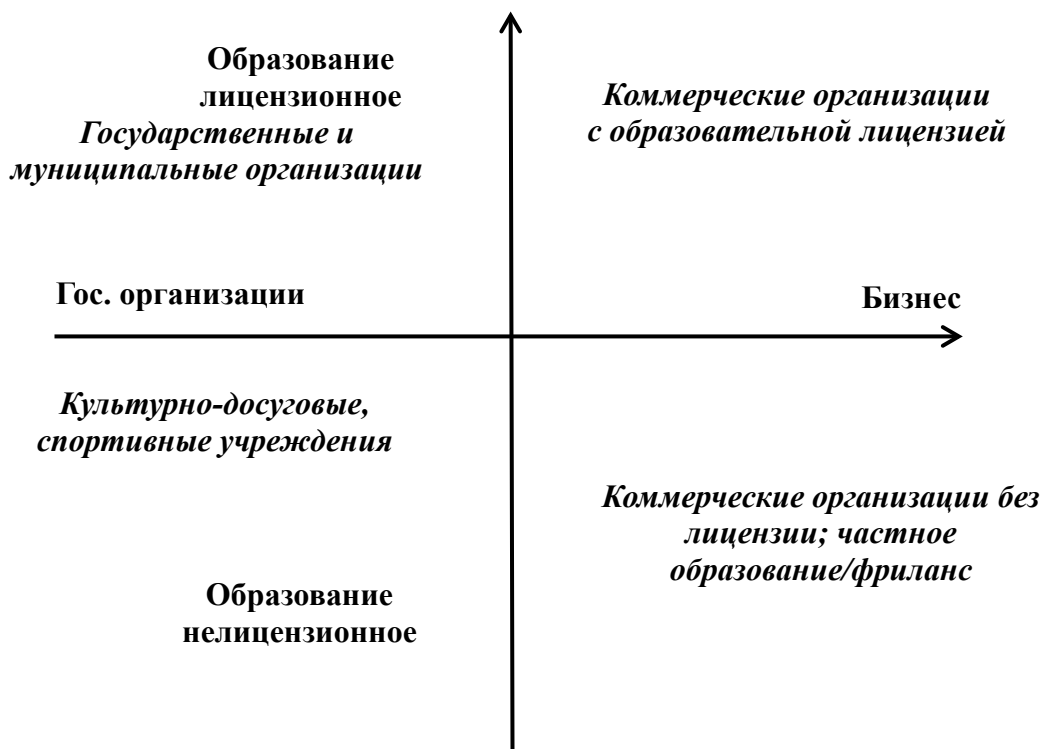 Образование
лицензионное
Государственные и
муниципальные организации
Коммерческие организации
с образовательной лицензией
Гос. организации
Бизнес
Культурно-досуговые,
спортивные учреждения
Коммерческие организации без
лицензии; частное
образование/фриланс
Образование
нелицензионное